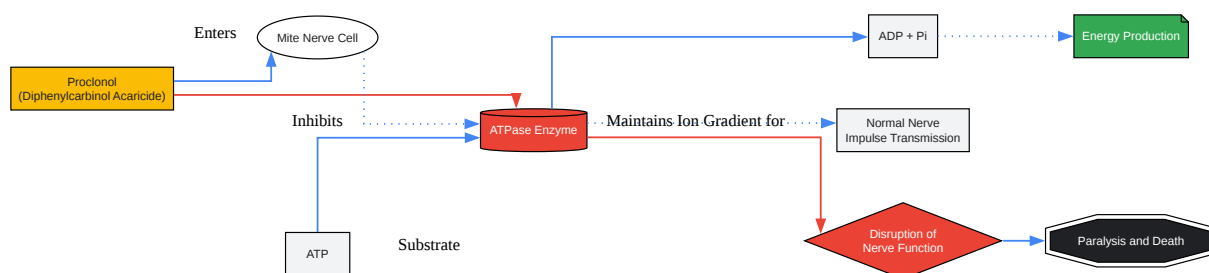 Enters
Mite Nerve Cell
ADP + Pi
Energy Production
Proclonol
(Diphenylcarbinol Acaricide)
Inhibits
ATPase Enzyme
Maintains Ion Gradient for
Normal Nerve
Impulse Transmission
ATP
Substrate
Disruption of
Nerve Function
Paralysis and Death